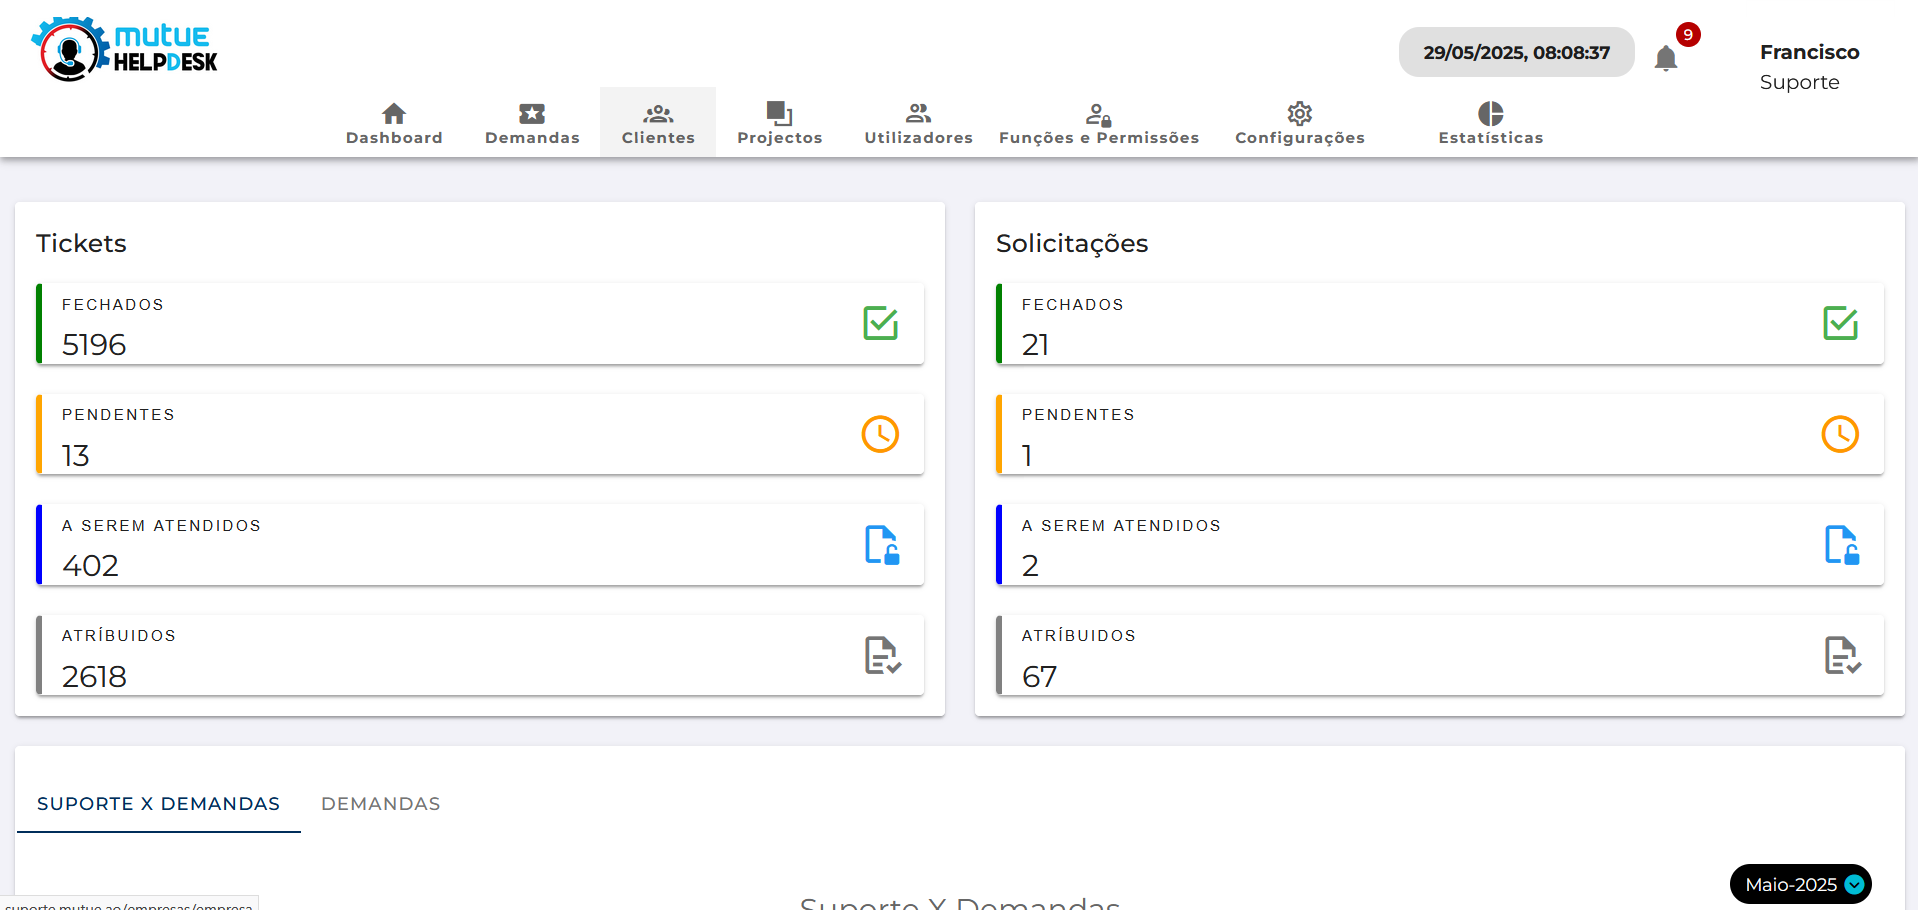 mutue
HELPDESK
29/05/2025, 08:08:37
9
Francisco
Suporte
Dashboard
Demandas
Clientes
Projectos
Utilizadores
Funções e Permissões
Configurações
Estatísticas
Tickets
FECHADOS
5196
PENDENTES
13
A SEREM ATENDIDOS
402
ATRÍBUIDOS
2618
Solicitações
FECHADOS
21
PENDENTES
1
A SEREM ATENDIDOS
2
ATRÍBUIDOS
67
SUPORTE X DEMANDAS
DEMANDAS
Maio-2025
Suporte X Demandas
suporte.mutue.ao/empresas/empresa